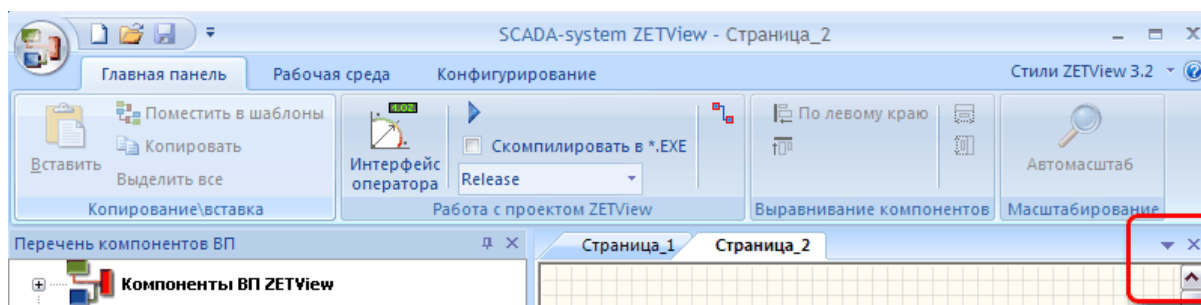 SCADA-system ZETView - Страница_2
Главная панель Рабочая среда Конфигурирование Стили ZETView 3.2
Поместить в шаблоны
Копировать
Вставить
Выделить все
Копирование\вставка
4.02
Интерфейс
оператора
Скомпилировать в *.EXE
Release
Работа с проектом ZETView
По левому краю
Выравнивание компонентов
Автомасштаб
Масштабирование
Перечень компонентов ВП
Страница_1 Страница_2
Компоненты ВП ZETView